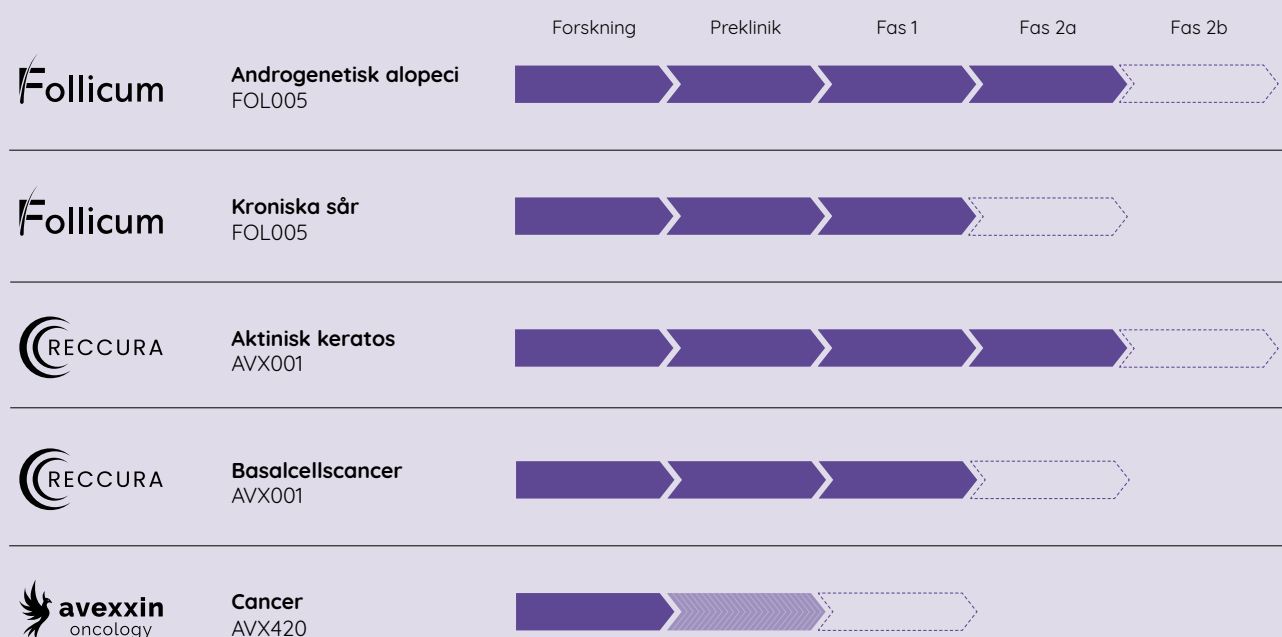 Forskning Preklinik Fas 1 Fas 2a Fas 2b
Follicum
Androgenetisk alopeci
FOL005
Follicum
Kroniska sår
FOL005
RECCURA
Aktinisk keratos
AVX001
RECCURA
Basalcellscancer
AVX001
avexxin
oncology
Cancer
AVX420